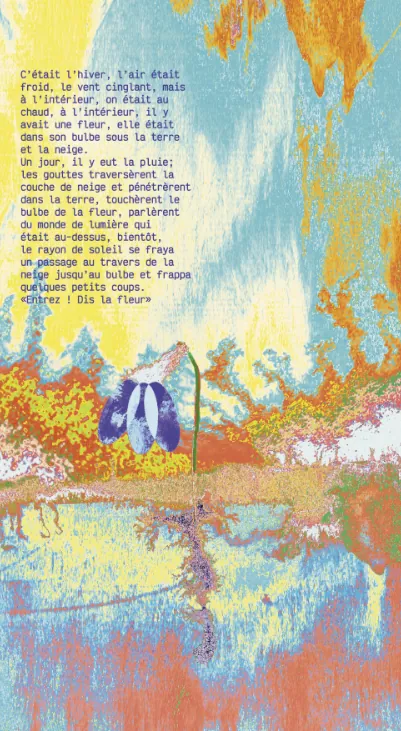 C'était l'hiver, l'air était
froid, le vent cinglant, mais
à l'intérieur, on était au
chaud, à l'intérieur, il y
avait une fleur, elle était
dans son bulbe sous la terre
et la neige.
Un jour, il y eut la pluie;
les gouttes traversèrent la
couche de neige et pénétrèrent
dans la terre, touchèrent le
bulbe de la fleur, parlèrent
du monde de lumière qui
était au-dessus, bientôt,
le rayon de soleil se fraya
un passage au travers de la
neige jusqu'au bulbe et frappa
quelques petits coups.
«Entrez ! Dis la fleur»